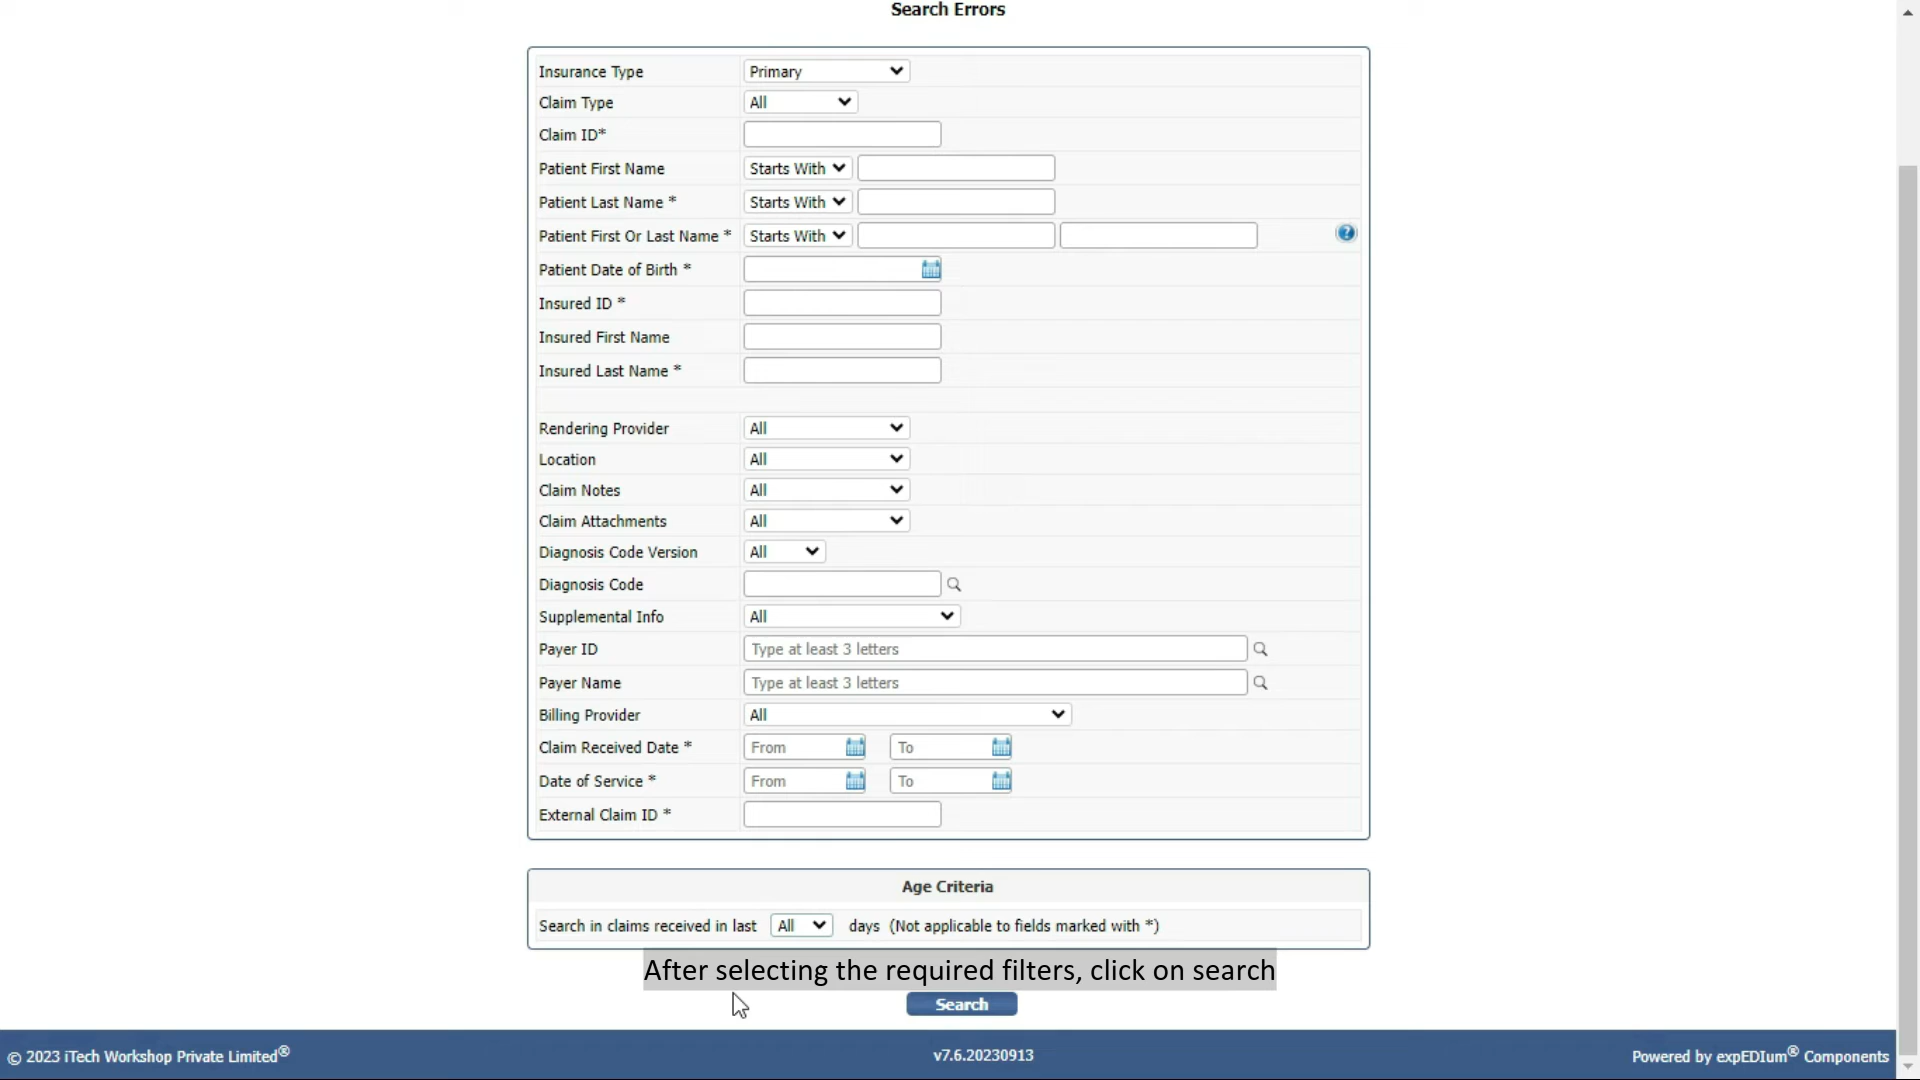 Search Errors
Insurance Type Primary
Claim Type All
Claim ID*
Patient First Name Starts With
Patient Last Name * Starts With
Patient First Or Last Name * Starts With ?
Patient Date of Birth *
Insured ID *
Insured First Name
Insured Last Name *
Rendering Provider All
Location All
Claim Notes All
Claim Attachments All
Diagnosis Code Version All
Diagnosis Code
Supplemental Info All
Payer ID Type at least 3 letters
Payer Name Type at least 3 letters
Billing Provider All
Claim Received Date * From To
Date of Service * From To
External Claim ID *
Age Criteria
Search in claims received in last All days (Not applicable to fields marked with *)
After selecting the required filters, click on search
Search
© 2023 iTech Workshop Private Limited® v7.6.20230913 Powered by expEDIum® Components